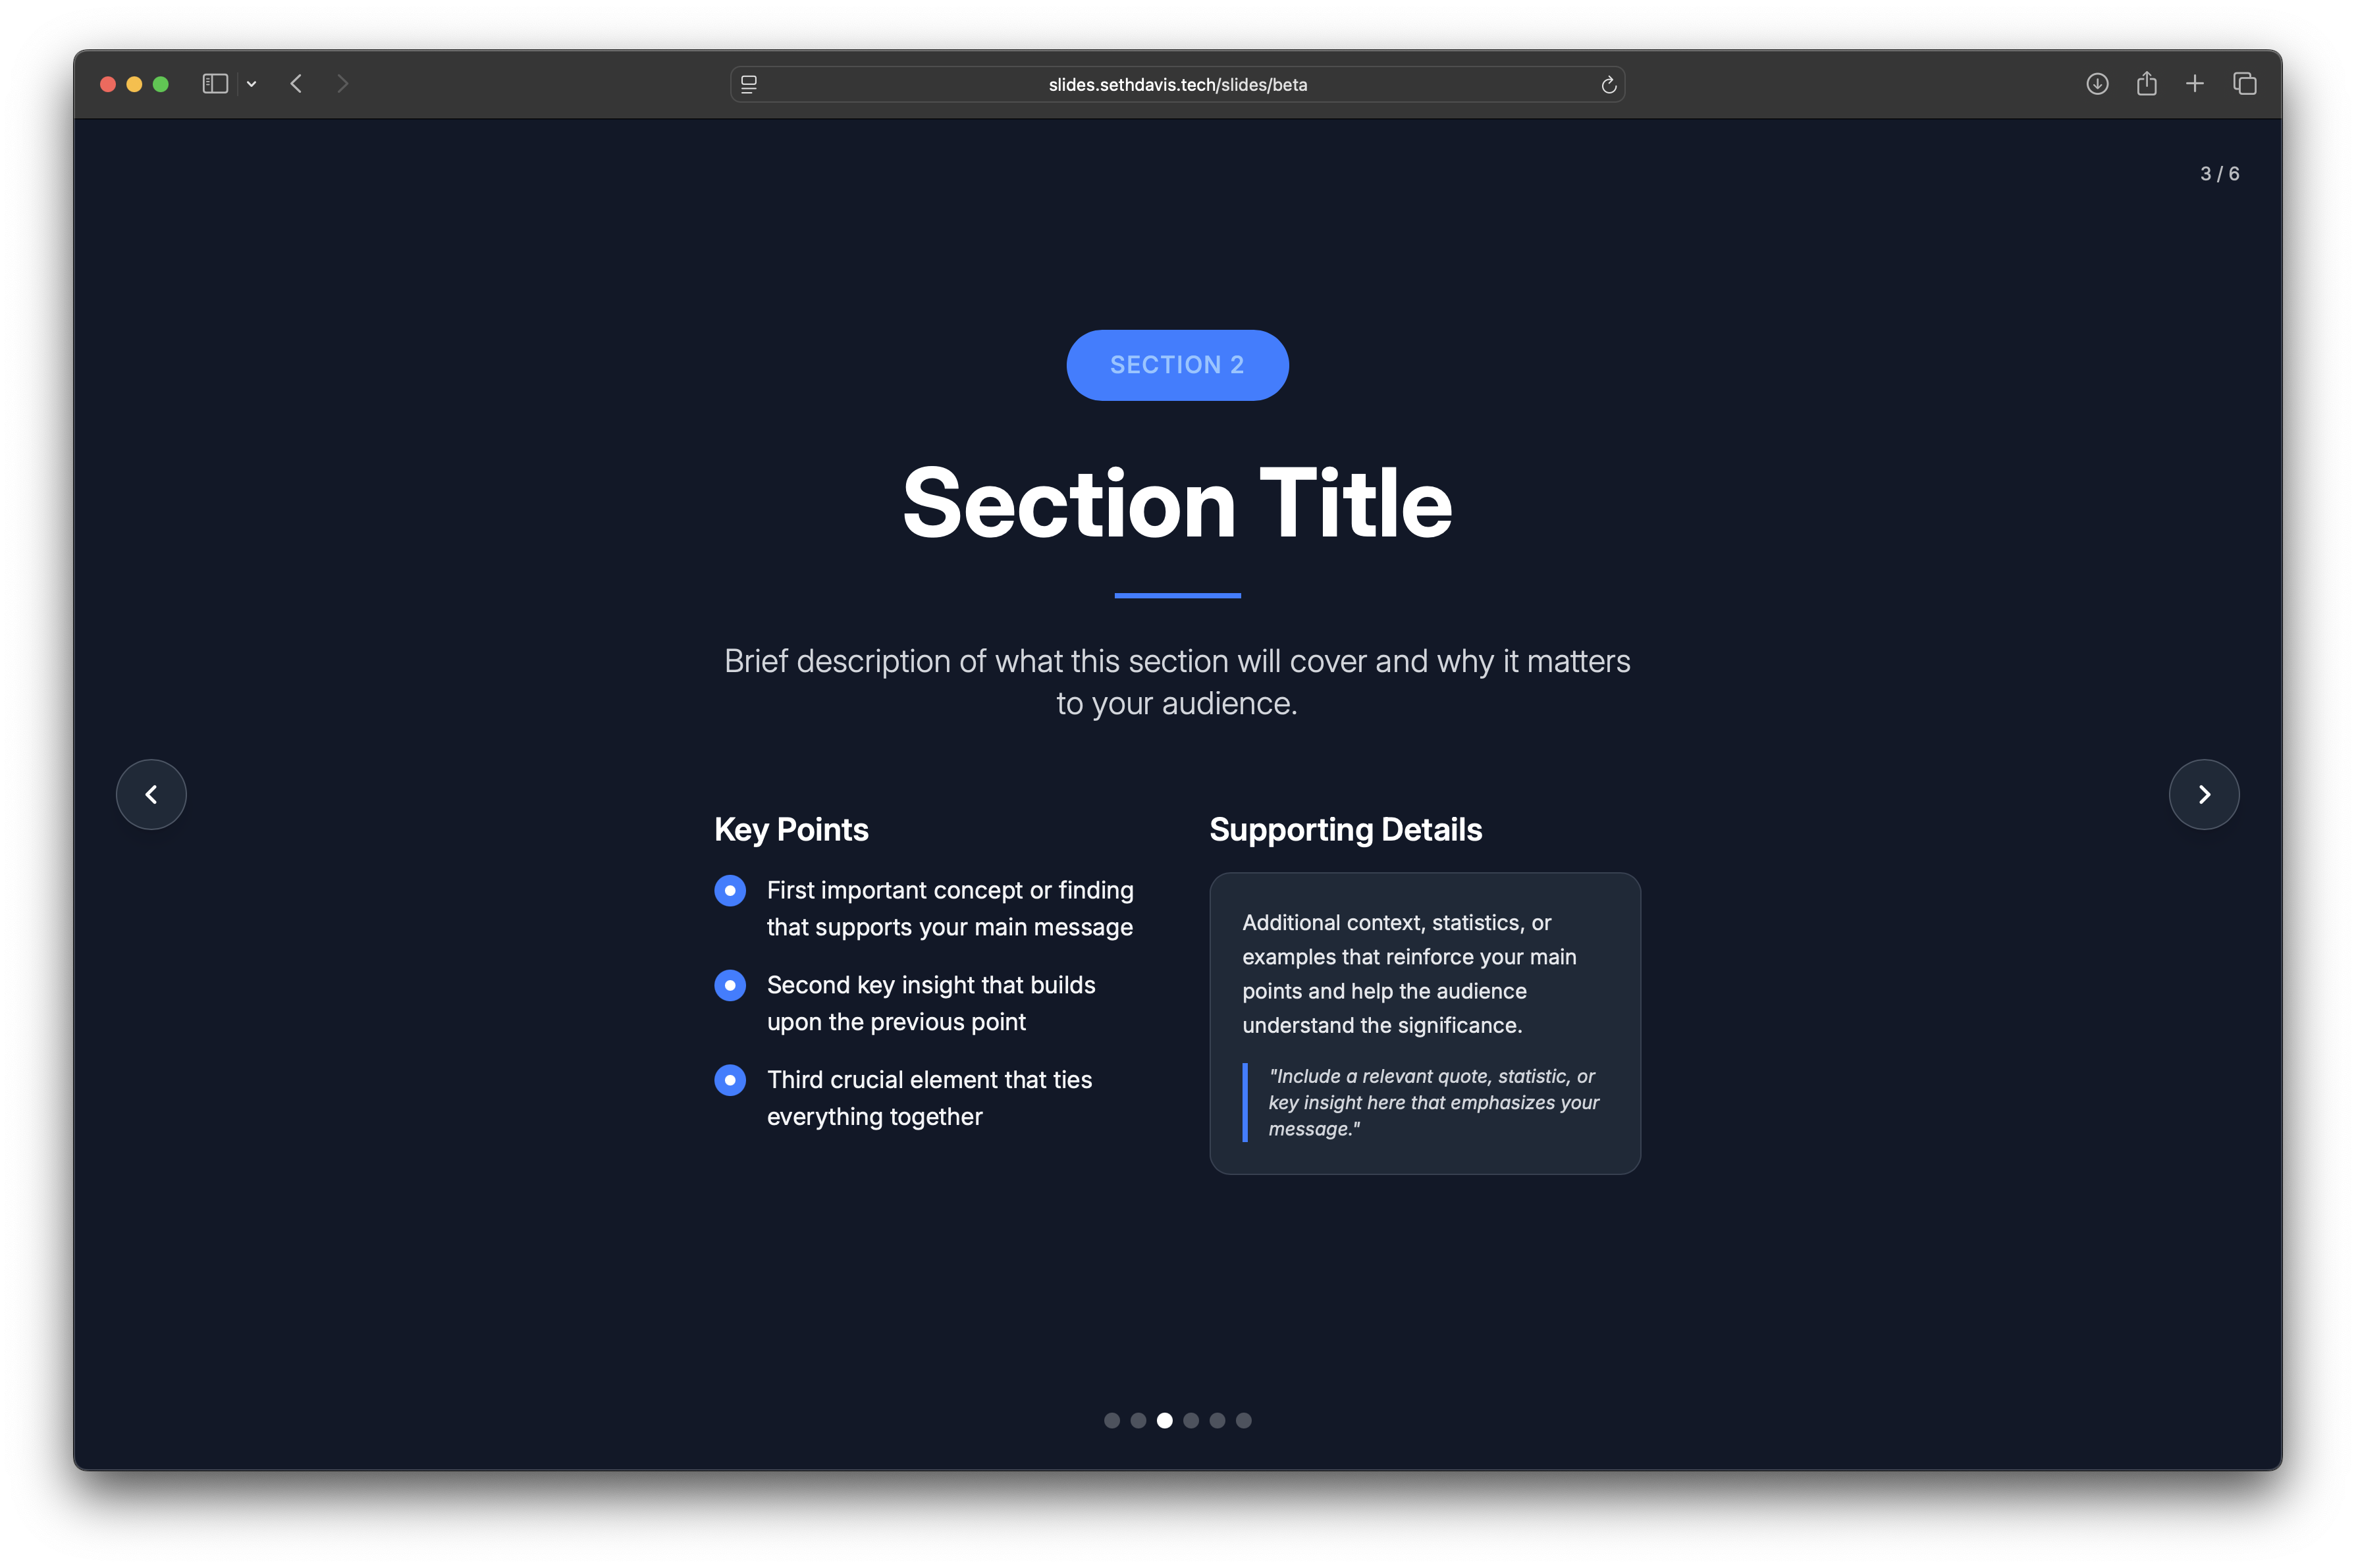 slides.sethdavis.tech/slides/beta
3 / 6
SECTION 2
Section Title
Brief description of what this section will cover and why it matters
to your audience.
Key Points
First important concept or finding
that supports your main message
Second key insight that builds
upon the previous point
Third crucial element that ties
everything together
Supporting Details
Additional context, statistics, or
examples that reinforce your main
points and help the audience
understand the significance.
"Include a relevant quote, statistic, or
key insight here that emphasizes your
message."